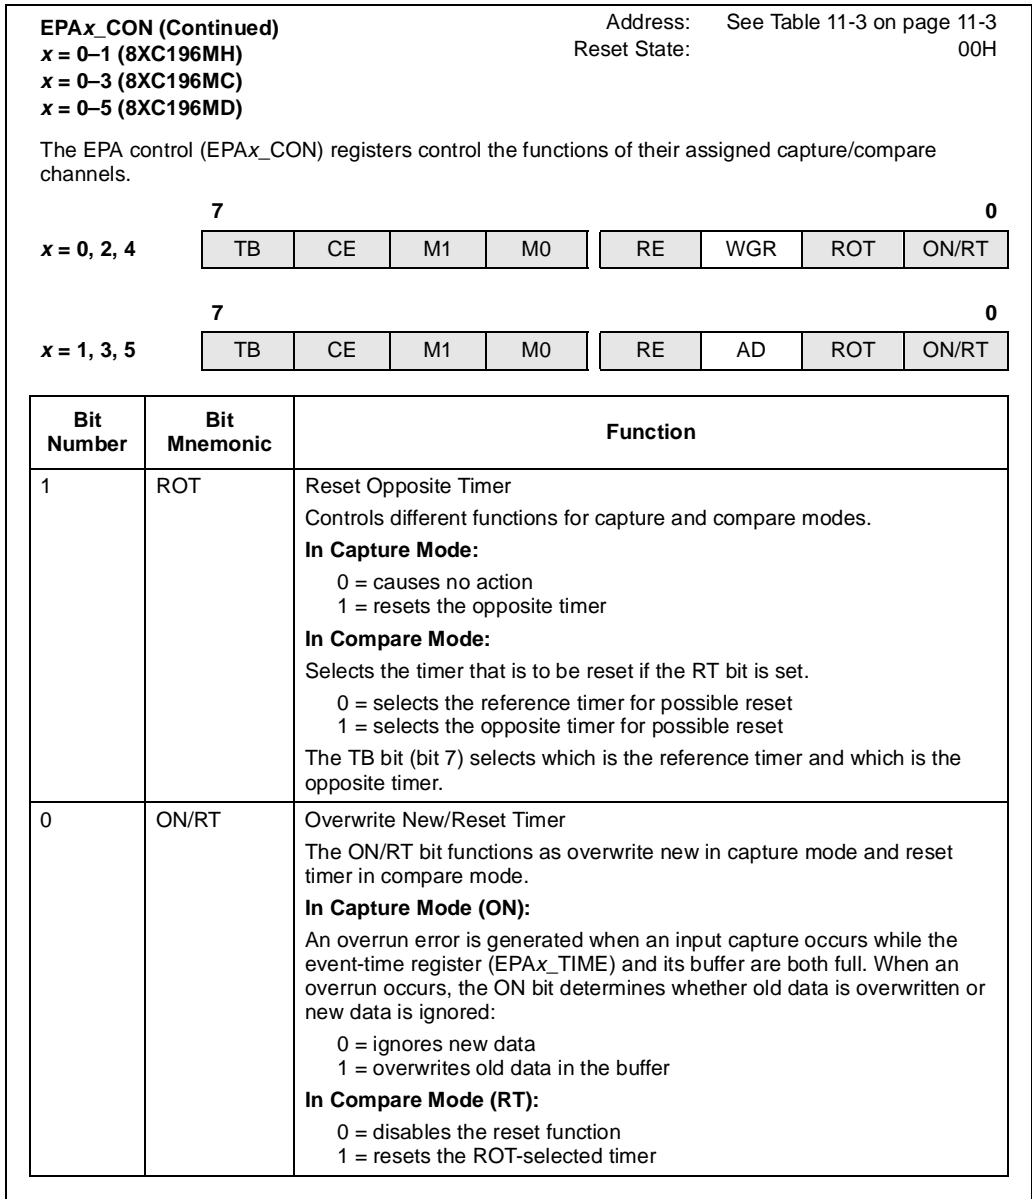 EPAx_CON (Continued)
x = 0–1 (8XC196MH)
x = 0–3 (8XC196MC)
x = 0–5 (8XC196MD)
Address: See Table 11-3 on page 11-3
Reset State: 00H
The EPA control (EPAx_CON) registers control the functions of their assigned capture/compare
channels.
7 0
x = 0, 2, 4 TB CE M1 M0 RE WGR ROT ON/RT
7 0
x = 1, 3, 5 TB CE M1 M0 RE AD ROT ON/RT
Bit Number Bit Mnemonic Function
1 ROT Reset Opposite Timer
Controls different functions for capture and compare modes.
In Capture Mode:
0 = causes no action
1 = resets the opposite timer
In Compare Mode:
Selects the timer that is to be reset if the RT bit is set.
0 = selects the reference timer for possible reset
1 = selects the opposite timer for possible reset
The TB bit (bit 7) selects which is the reference timer and which is the
opposite timer.
0 ON/RT Overwrite New/Reset Timer
The ON/RT bit functions as overwrite new in capture mode and reset
timer in compare mode.
In Capture Mode (ON):
An overrun error is generated when an input capture occurs while the
event-time register (EPAx_TIME) and its buffer are both full. When an
overrun occurs, the ON bit determines whether old data is overwritten or
new data is ignored:
0 = ignores new data
1 = overwrites old data in the buffer
In Compare Mode (RT):
0 = disables the reset function
1 = resets the ROT-selected timer